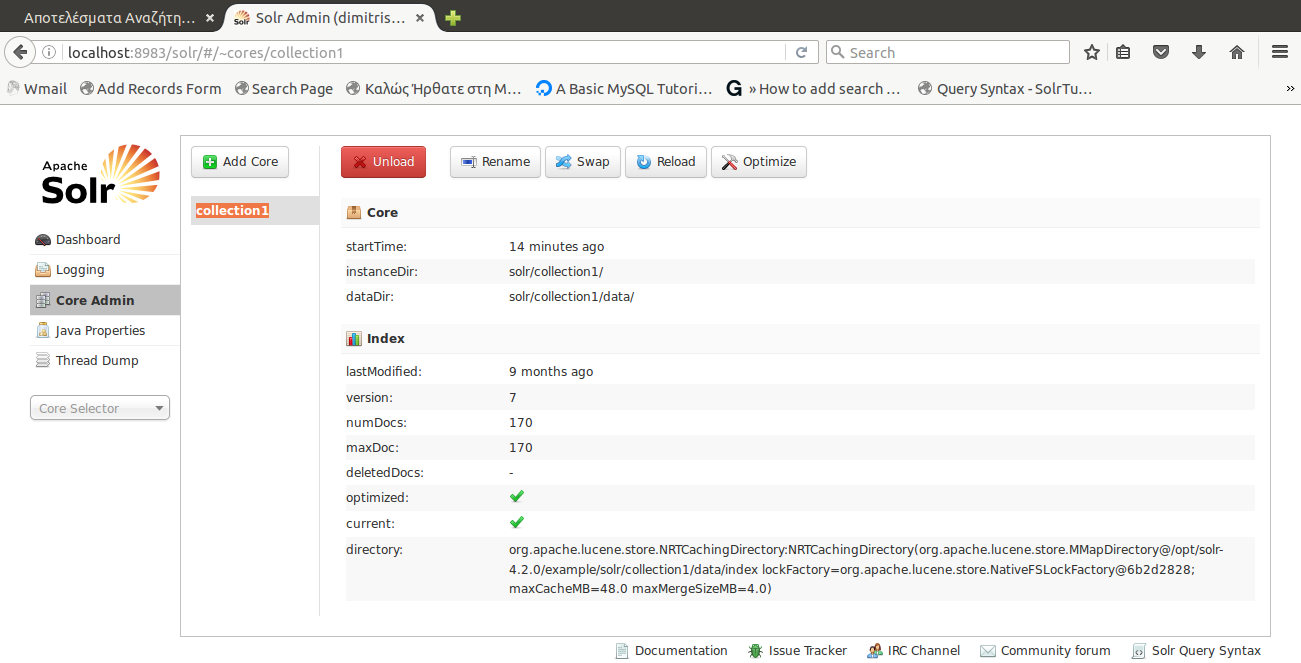 Αποτελέσματα Αναζήτη...
Solr Admin (dimitris...
localhost:8983/solr/#/~cores/collection1
Search
Wmail
Add Records Form
Search Page
Καλώς Ήρθατε στη Μ...
A Basic MySQL Tutori...
» How to add search ...
Query Syntax - SolrTu...
»
Apache
Solr
Dashboard
Logging
Core Admin
Java Properties
Thread Dump
Core Selector
Add Core
collection1
Unload
Rename
Swap
Reload
Optimize
Core
startTime: 14 minutes ago
instanceDir: solr/collection1/
dataDir: solr/collection1/data/
Index
lastModified: 9 months ago
version: 7
numDocs: 170
maxDoc: 170
deletedDocs: -
optimized:
current:
directory: org.apache.lucene.store.NRTCachingDirectory:NRTCachingDirectory(org.apache.lucene.store.MMapDirectory@/opt/solr-
4.2.0/example/solr/collection1/data/index lockFactory=org.apache.lucene.store.NativeFSLockFactory@6b2d2828;
maxCacheMB=48.0 maxMergeSizeMB=4.0)
Documentation
Issue Tracker
IRC Channel
Community forum
Solr Query Syntax